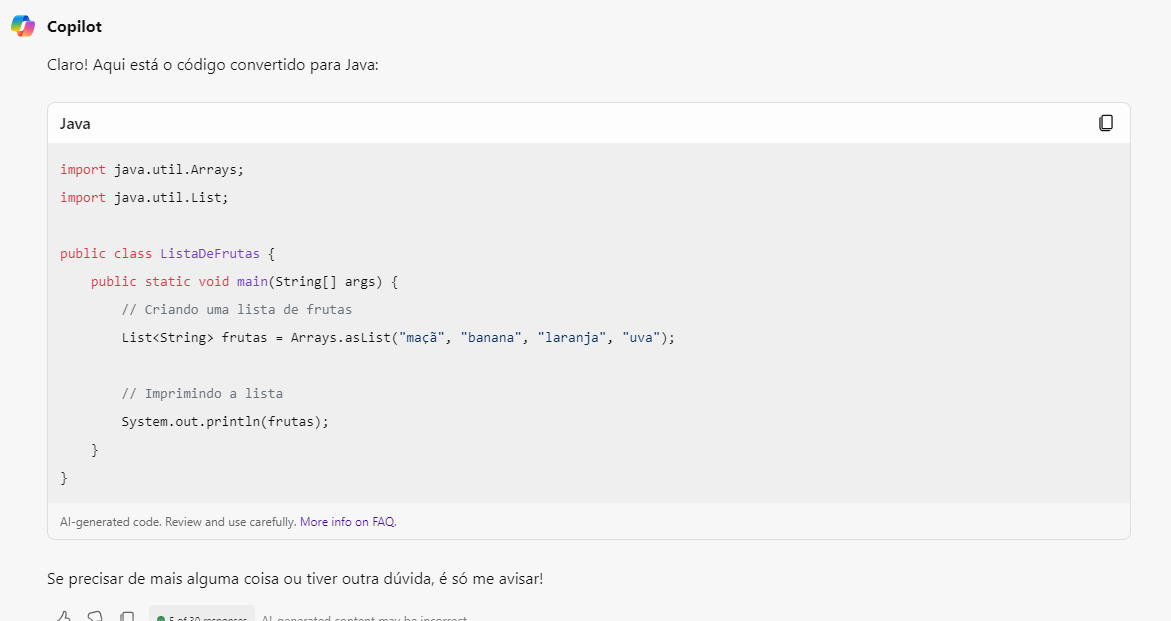 Copilot
Claro! Aqui está o código convertido para Java:
Java
import java.util.Arrays;
import java.util.List;
public class ListaDeFrutas {
    public static void main(String[] args) {
        // Criando uma lista de frutas
        List<String> frutas = Arrays.asList("maçã", "banana", "laranja", "uva");
        // Imprimindo a lista
        System.out.println(frutas);
    }
}
AI-generated code. Review and use carefully. More info on FAQ.
Se precisar de mais alguma coisa ou tiver outra dúvida, é só me avisar!
5 of 30 responses AI-generated content may be incorrect